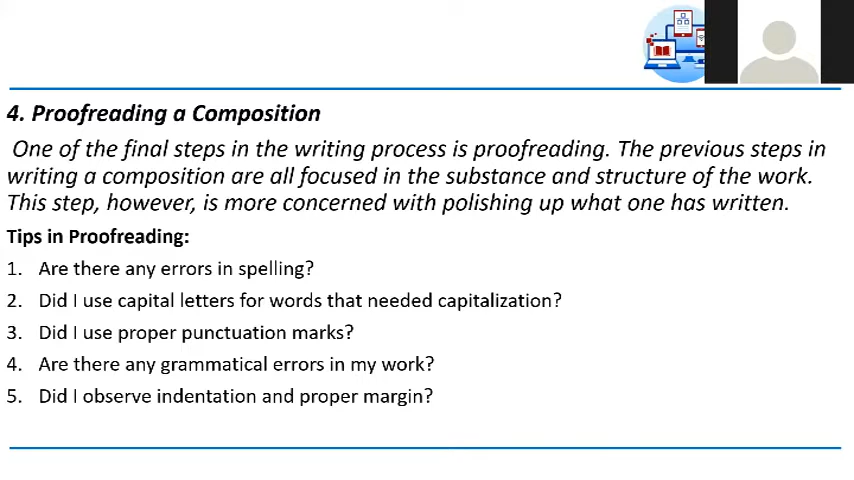 4. Proofreading a Composition
One of the final steps in the writing process is proofreading. The previous steps in
writing a composition are all focused in the substance and structure of the work.
This step, however, is more concerned with polishing up what one has written.
Tips in Proofreading:
1. Are there any errors in spelling?
2. Did I use capital letters for words that needed capitalization?
3. Did I use proper punctuation marks?
4. Are there any grammatical errors in my work?
5. Did I observe indentation and proper margin?